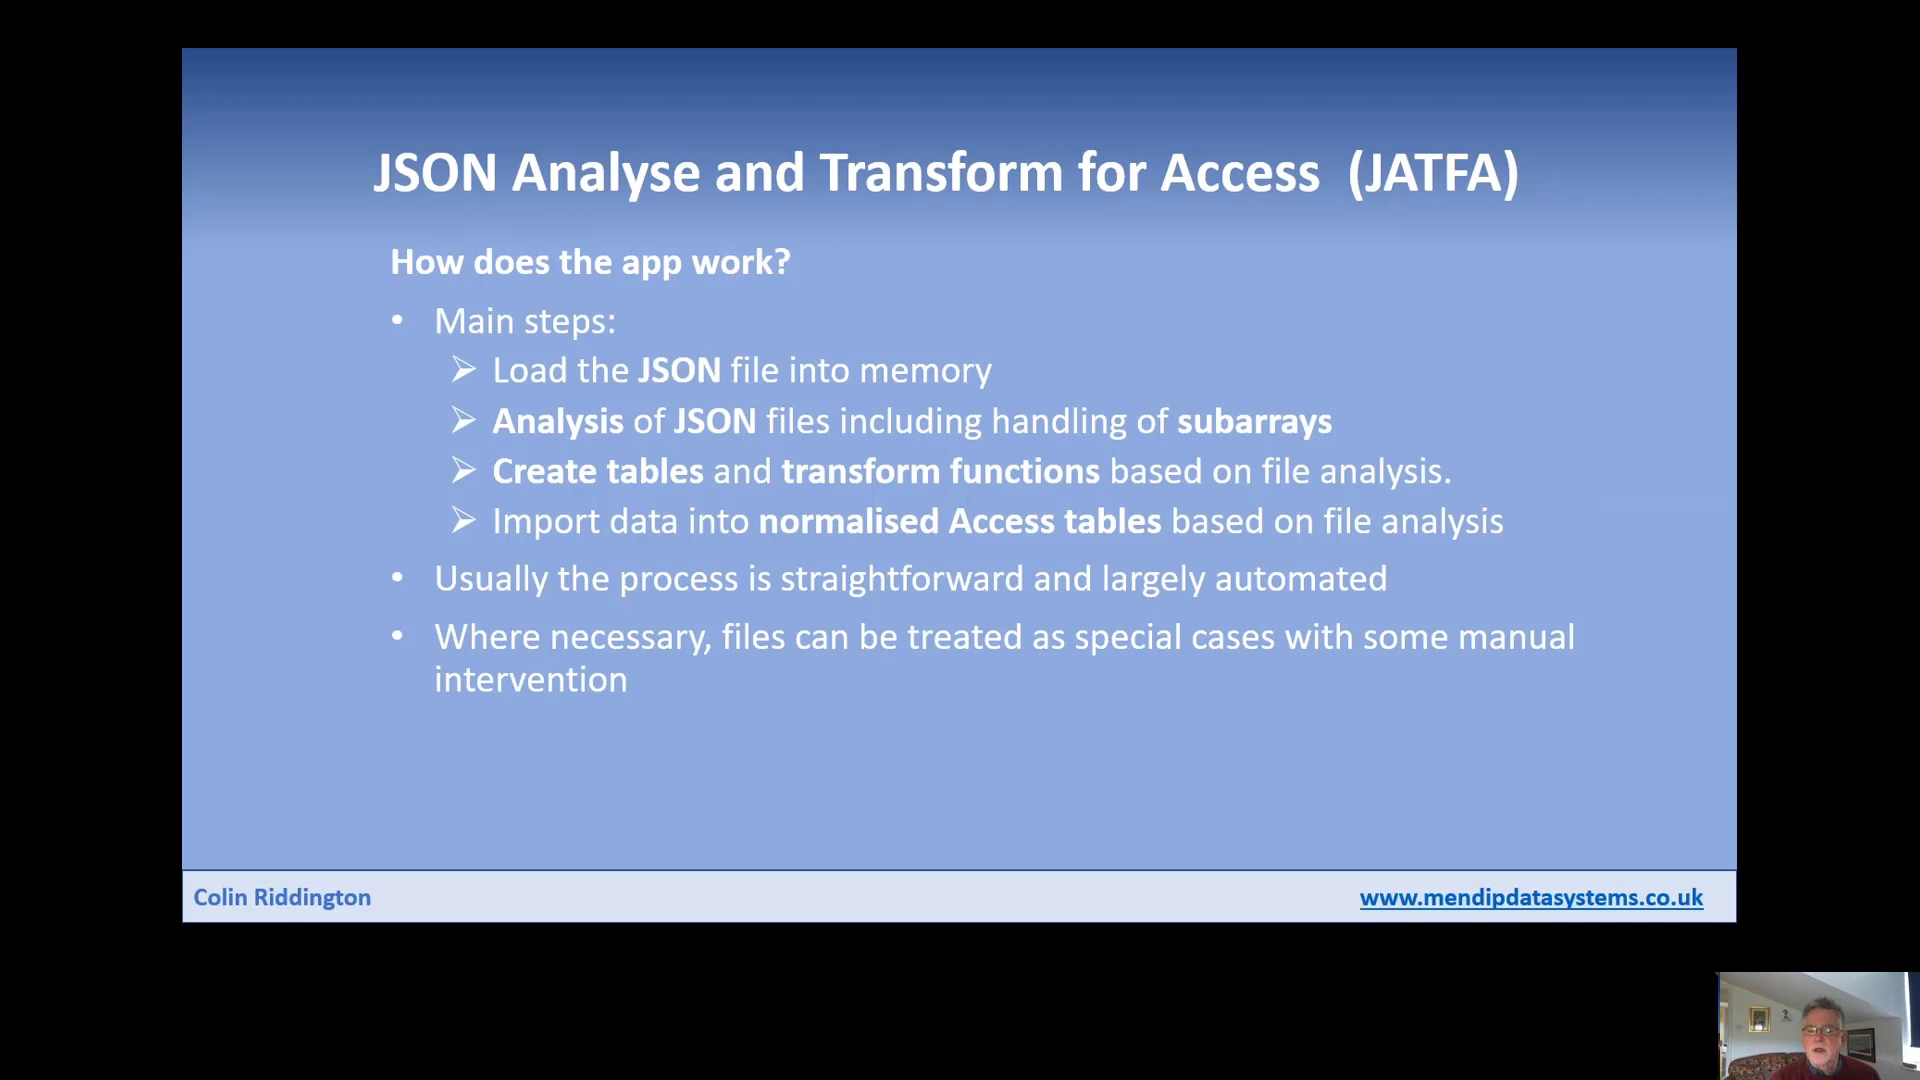 JSON Analyse and Transform for Access (JATFA)
How does the app work?
• Main steps:
➢ Load the JSON file into memory
➢ Analysis of JSON files including handling of subarrays
➢ Create tables and transform functions based on file analysis.
➢ Import data into normalised Access tables based on file analysis
• Usually the process is straightforward and largely automated
• Where necessary, files can be treated as special cases with some manual
intervention
Colin Riddington
www.mendipdatasystems.co.uk